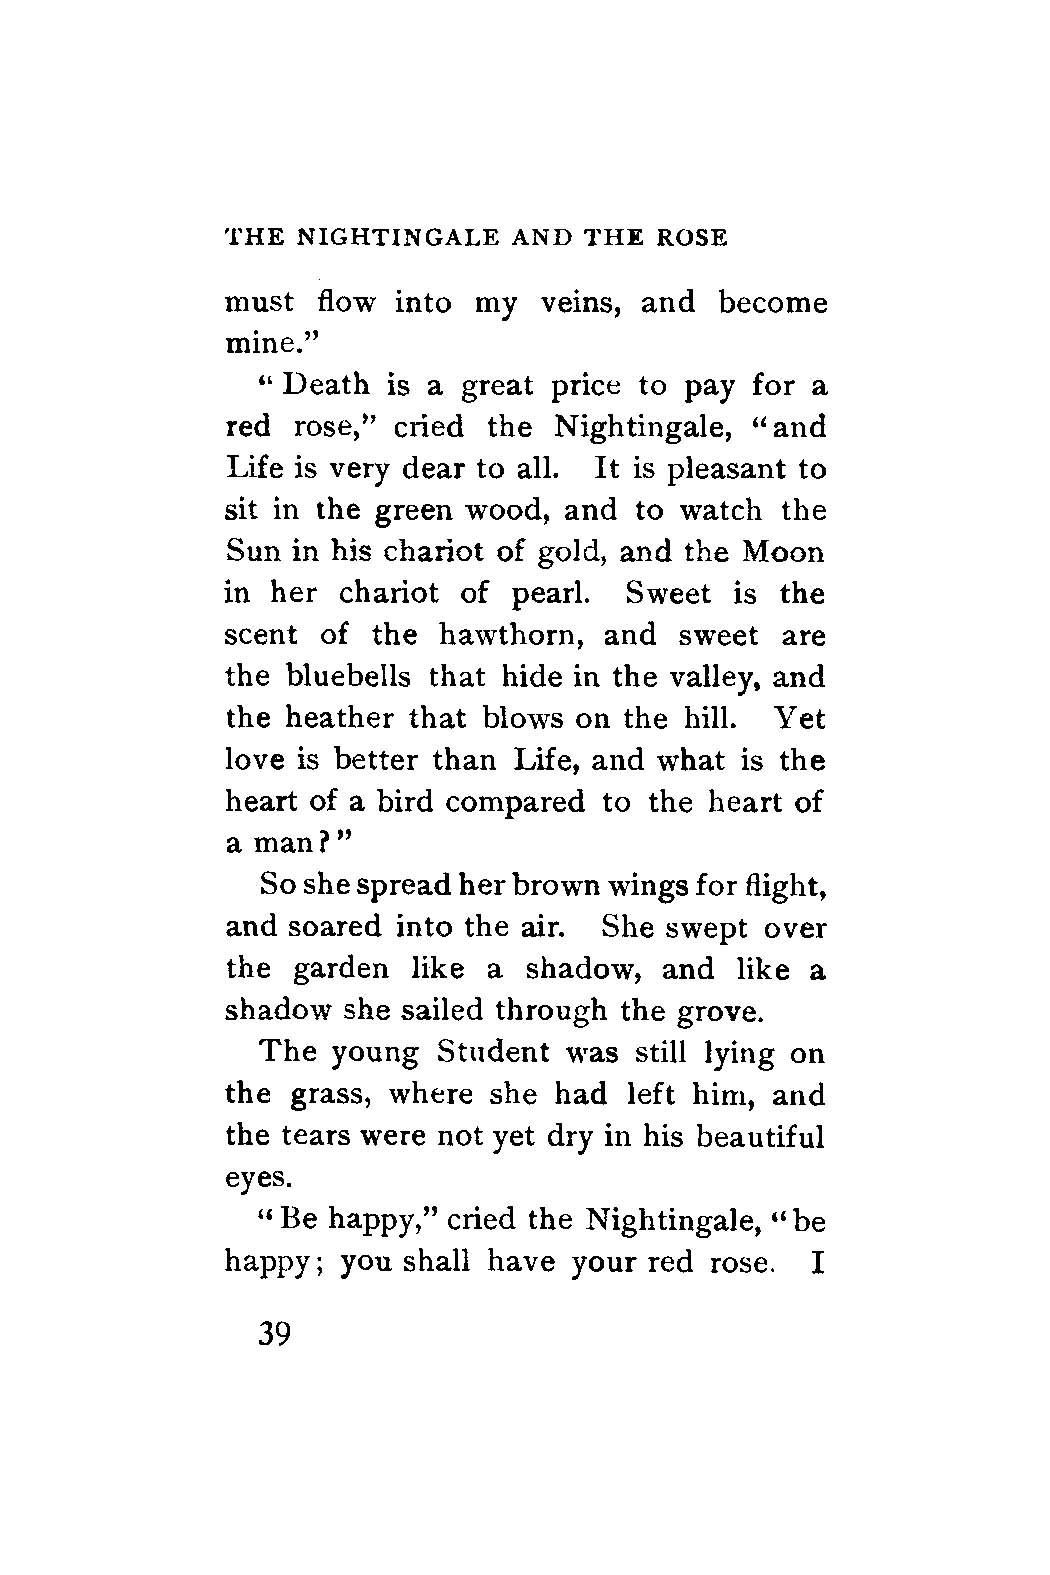 THE NIGHTINGALE AND THE ROSE
must flow into my veins, and become
mine."
"Death is a great price to pay for a
red rose," cried the Nightingale, "and
Life is very dear to all. It is pleasant to
sit in the green wood, and to watch the
Sun in his chariot of gold, and the Moon
in her chariot of pearl. Sweet is the
scent of the hawthorn, and sweet are
the bluebells that hide in the valley, and
the heather that blows on the hill. Yet
love is better than Life, and what is the
heart of a bird compared to the heart of
a man?"
So she spread her brown wings for flight,
and soared into the air. She swept over
the garden like a shadow, and like a
shadow she sailed through the grove.
The young Student was still lying on
the grass, where she had left him, and
the tears were not yet dry in his beautiful
eyes.
"Be happy," cried the Nightingale, "be
happy; you shall have your red rose. I
39